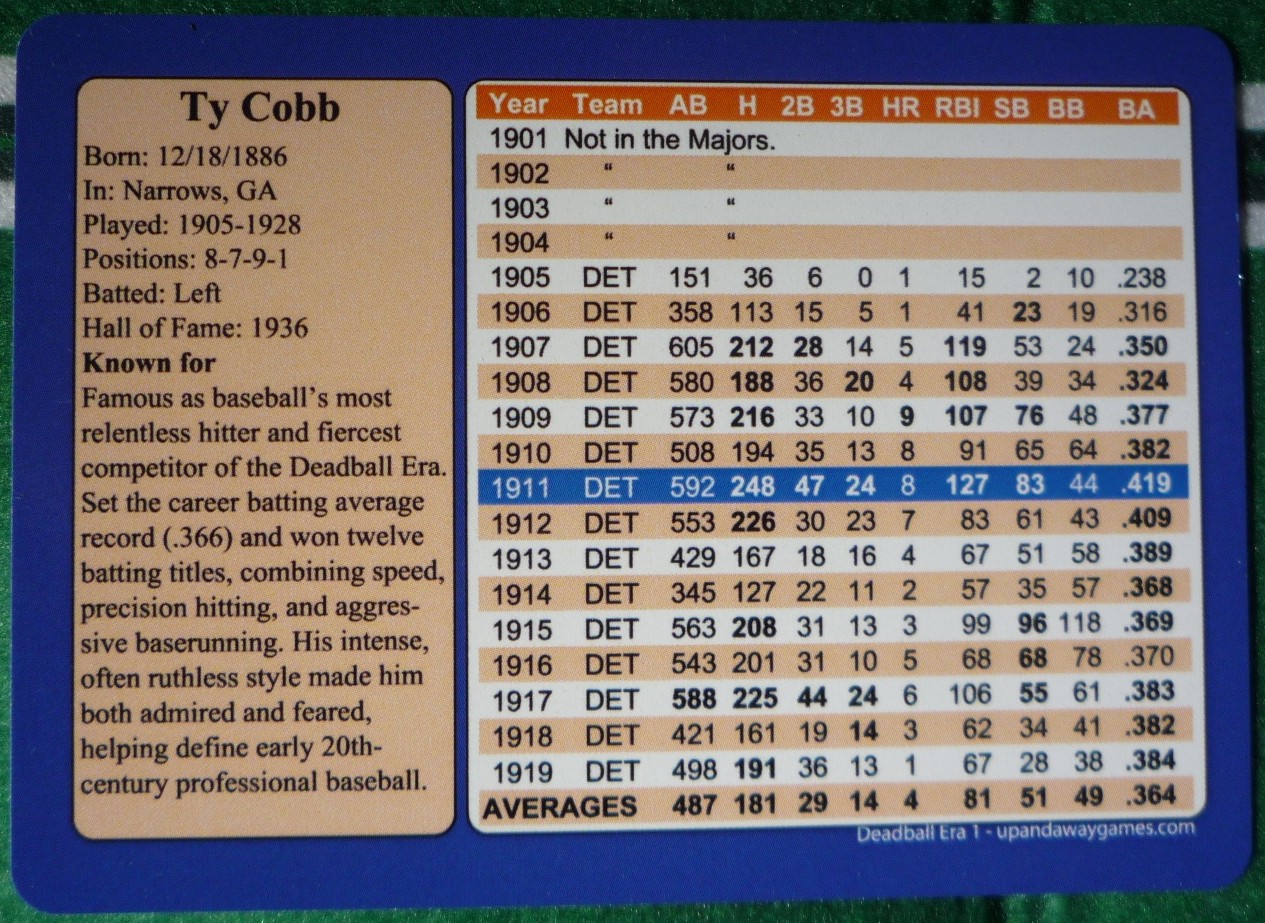 Ty Cobb
Born: 12/18/1886
In: Narrows, GA
Played: 1905-1928
Positions: 8-7-9-1
Batted: Left
Hall of Fame: 1936
Known for
Famous as baseball's most
relentless hitter and fiercest
competitor of the Deadball Era.
Set the career batting average
record (.366) and won twelve
batting titles, combining speed,
precision hitting, and aggres-
sive baserunning. His intense,
often ruthless style made him
both admired and feared,
helping define early 20th-
century professional baseball.
Year Team AB H 2B 3B HR RBI SB BB BA
1901 Not in the Majors.
1902 “ “
1903 “ “
1904 “ “
1905 DET 151 36 6 0 1 15 2 10 .238
1906 DET 358 113 15 5 1 41 23 19 .316
1907 DET 605 212 28 14 5 119 53 24 .350
1908 DET 580 188 36 20 4 108 39 34 .324
1909 DET 573 216 33 10 9 107 76 48 .377
1910 DET 508 194 35 13 8 91 65 64 .382
1911 DET 592 248 47 24 8 127 83 44 .419
1912 DET 553 226 30 23 7 83 61 43 .409
1913 DET 429 167 18 16 4 67 51 58 .389
1914 DET 345 127 22 11 2 57 35 57 .368
1915 DET 563 208 31 13 3 99 96 118 .369
1916 DET 543 201 31 10 5 68 68 78 .370
1917 DET 588 225 44 24 6 106 55 61 .383
1918 DET 421 161 19 14 3 62 34 41 .382
1919 DET 498 191 36 13 1 67 28 38 .384
AVERAGES 487 181 29 14 4 81 51 49 .364
Deadball Era 1 - upandawaygames.com